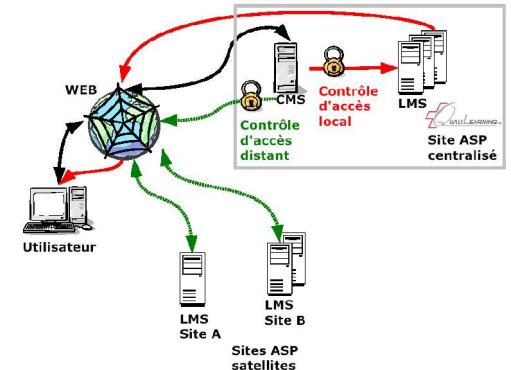 WEB
CMS
Contrôle
d'accès
local
LMS
QUALILEARNING
Site ASP
centralisé
Contrôle
d'accès
distant
Utilisateur
LMS
Site A
LMS
Site B
Sites ASP
satellites